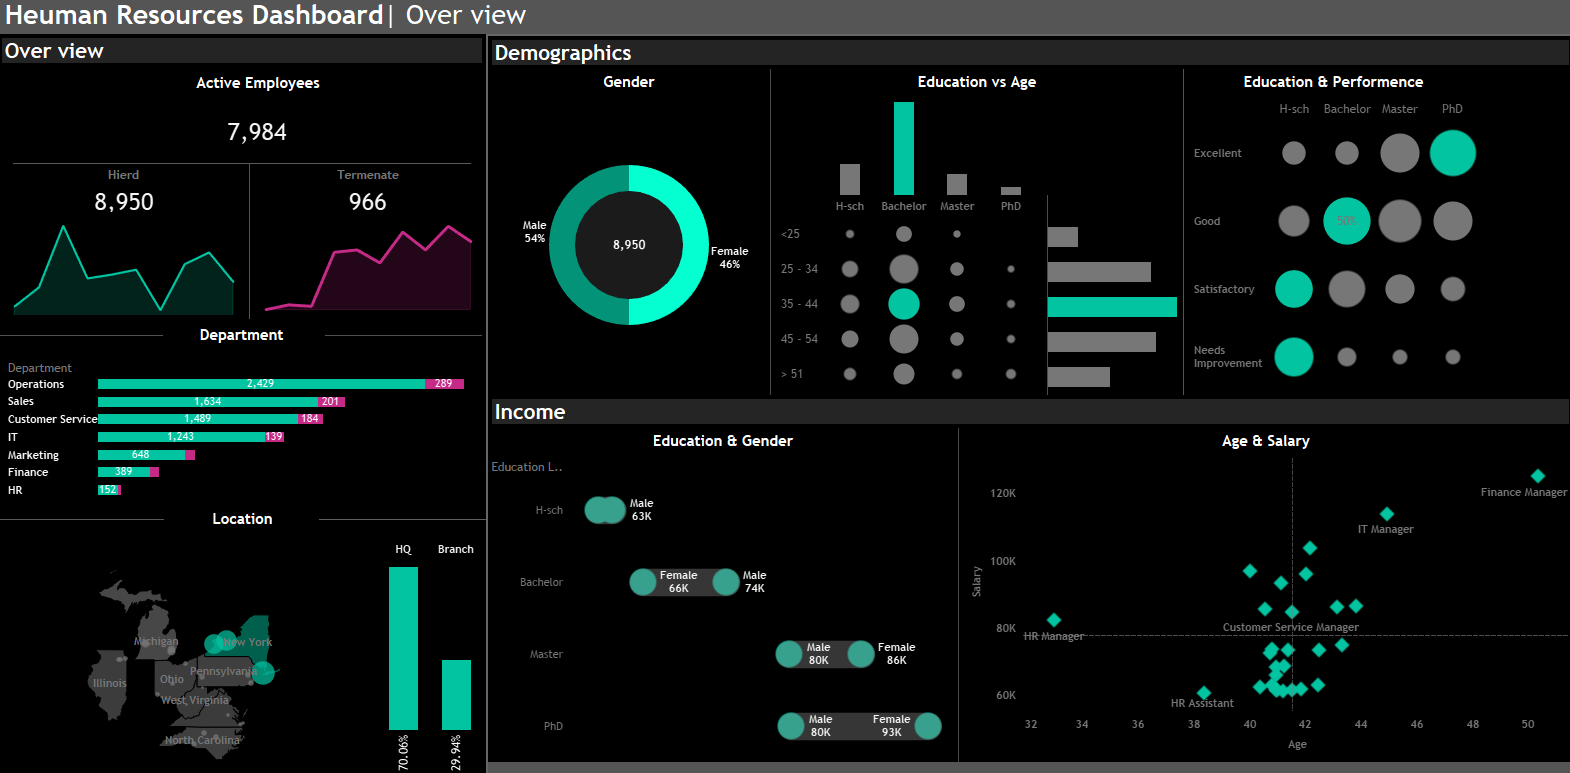 Heuman Resources Dashboard| Over view
Over view
Active Employees
7,984
Hierd
8,950
Termenate
966
Department
Department
Operations 2,429 289
Sales 1,634 201
Customer Service 1,489 184
IT 1,243 139
Marketing 648
Finance 389
HR 152
Location
HQ Branch
Michigan
New York
Illinois
Ohio
Pennsylvania
West Virginia
North Carolina
70.06% 29.94%
Demographics
Gender
Male
54%
8,950
Female
46%
Education vs Age
H-sch Bachelor Master PhD
<25
25 - 34
35 - 44
45 - 54
> 51
Education & Performence
H-sch Bachelor Master PhD
Excellent
Good 50%
Satisfactory
Needs
Improvement
Income
Education & Gender
Education L..
H-sch
Male
63K
Bachelor
Female
66K
Male
74K
Master
Male
80K
Female
86K
PhD
Male
80K
Female
93K
Age & Salary
Salary
120K
100K
80K
60K
Finance Manager
IT Manager
Customer Service Manager
HR Manager
HR Assistant
32 34 36 38 40 42 44 46 48 50
Age